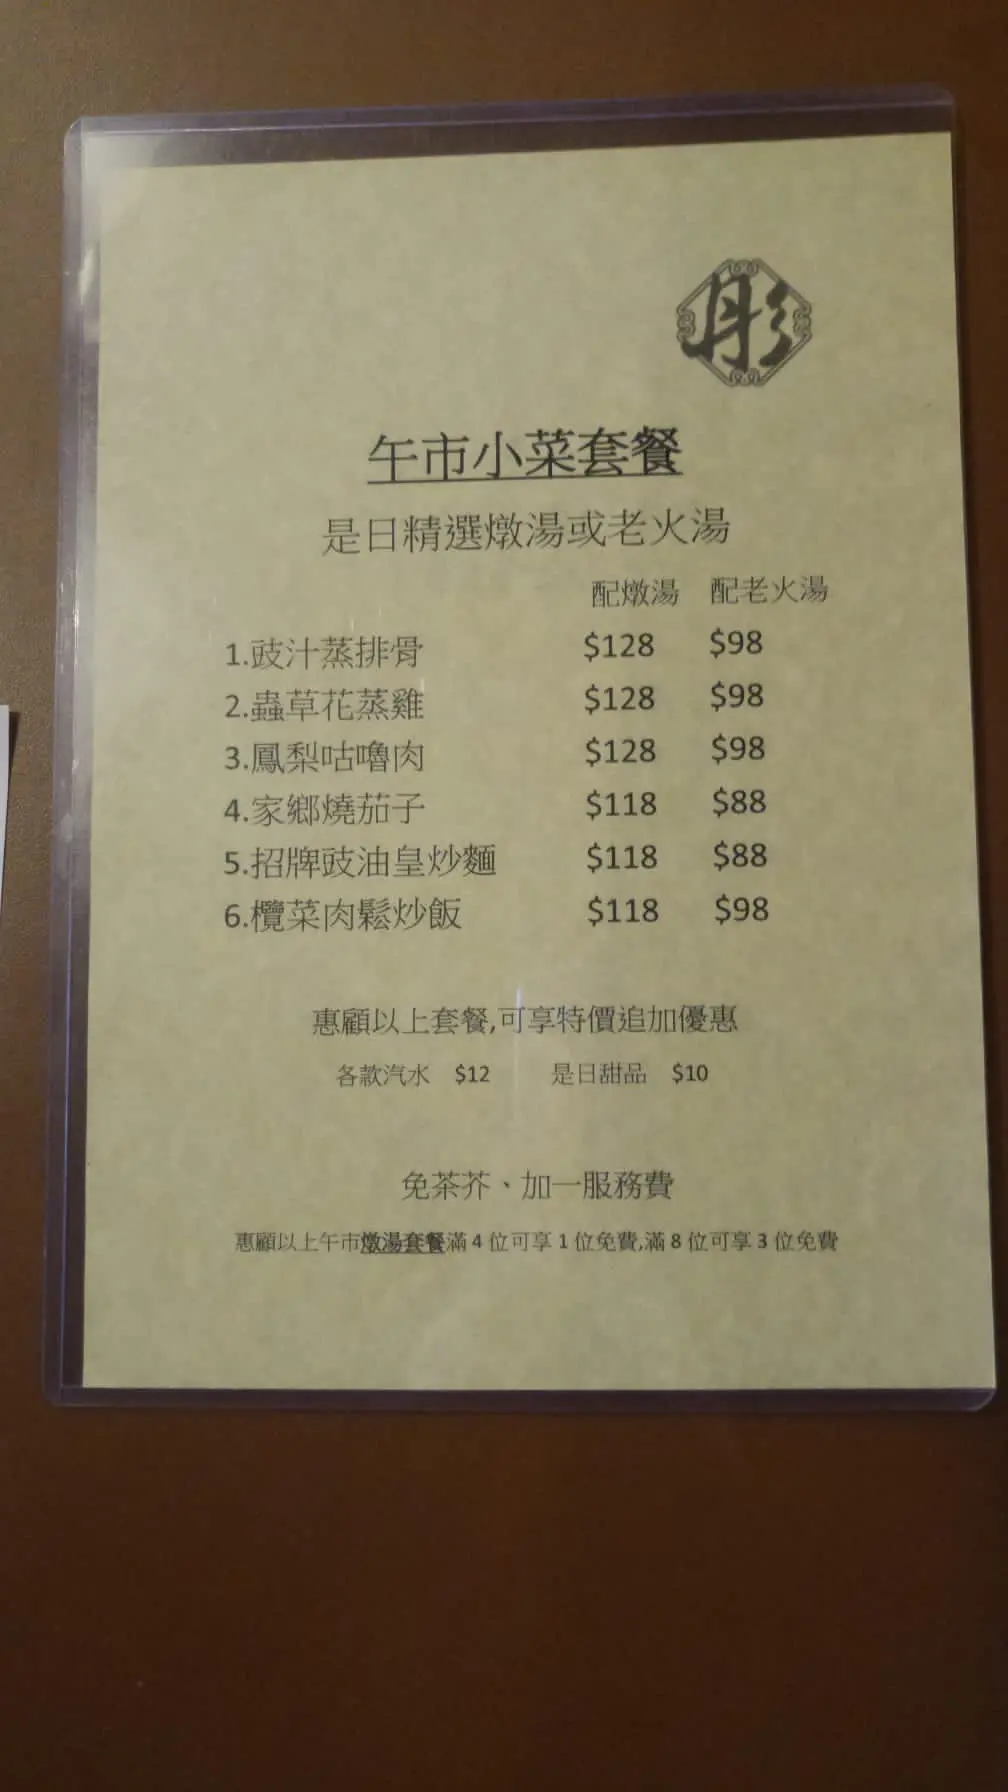 彤
午市小菜套餐
是日精選燉湯或老火湯
配燉湯 配老火湯
1.豉汁蒸排骨 $128 $98
2.蟲草花蒸雞 $128 $98
3.鳳梨咕嚕肉 $128 $98
4.家鄉燒茄子 $118 $88
5.招牌豉油皇炒麵 $118 $88
6.欖菜肉鬆炒飯 $118 $98
惠顧以上套餐,可享特價追加優惠
各款汽水 $12 是日甜品 $10
免茶芥、加一服務費
惠顧以上午市燉湯套餐滿 4 位可享 1 位免費,滿 8 位可享 3 位免費